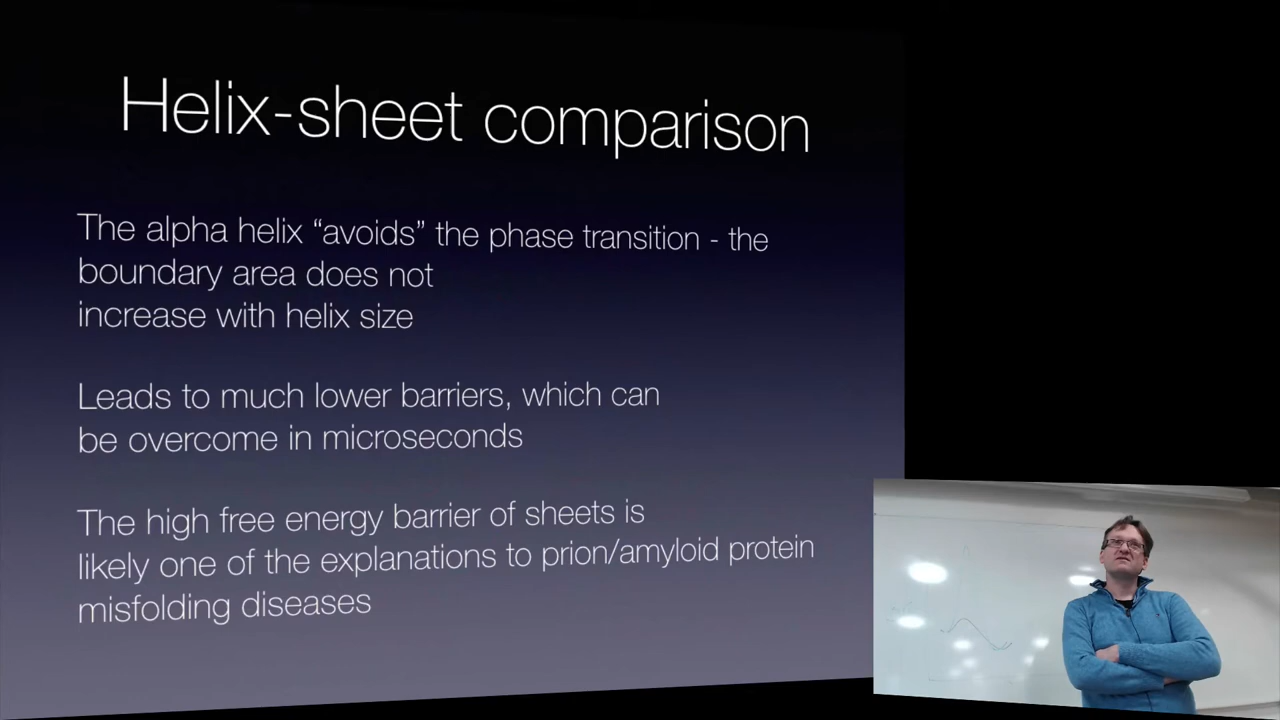 Helix-sheet comparison
The alpha helix “avoids” the phase transition - the
boundary area does not
increase with helix size
Leads to much lower barriers, which can
be overcome in microseconds
The high free energy barrier of sheets is
likely one of the explanations to prion/amyloid protein
misfolding diseases